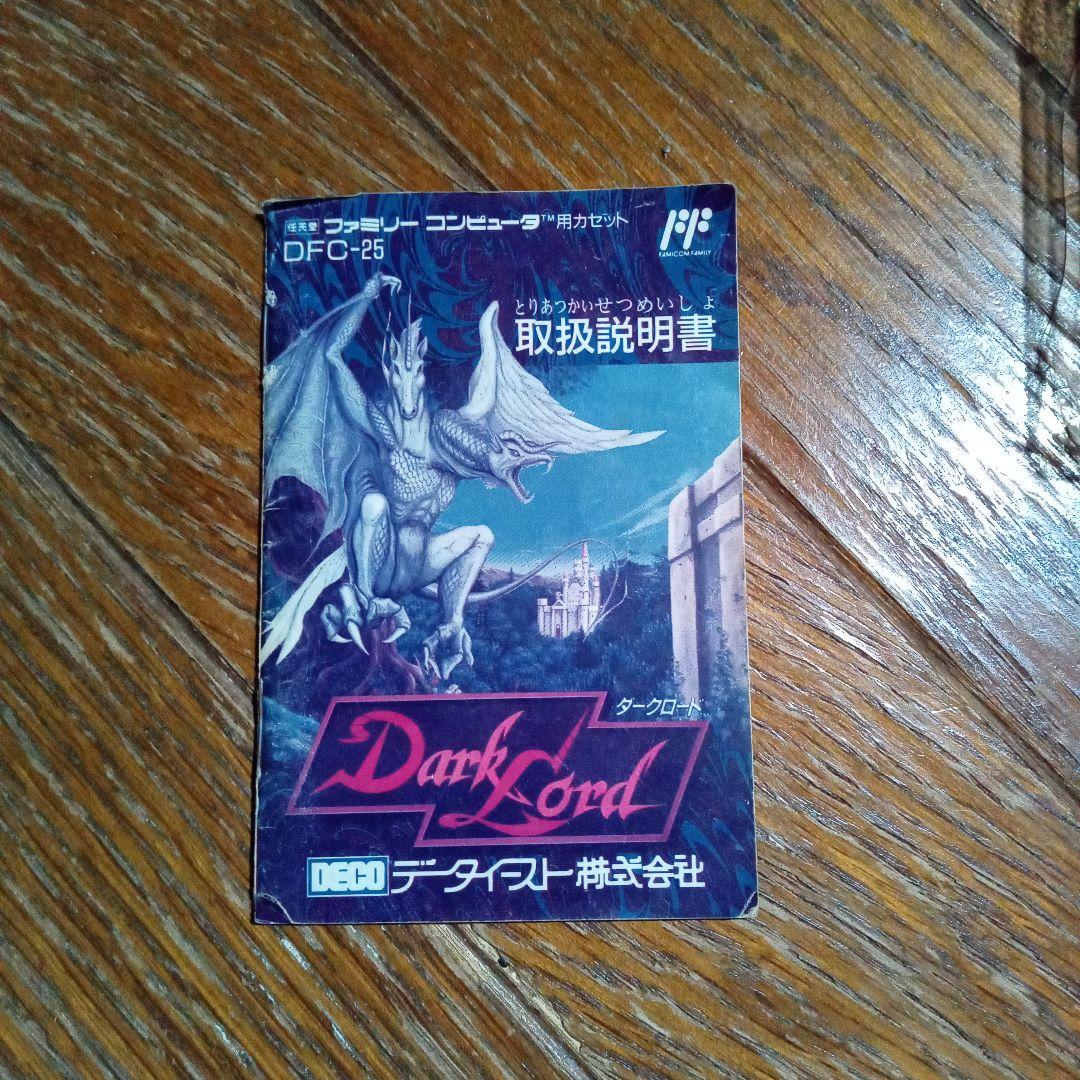 任天堂 ファミリー コンピュータ™用カセット
DFC-25
FAMICOM FAMILY
とりあつかいせつめいしょ
取扱説明書
ダークロード
Dark Lord
DECO データイースト株式会社